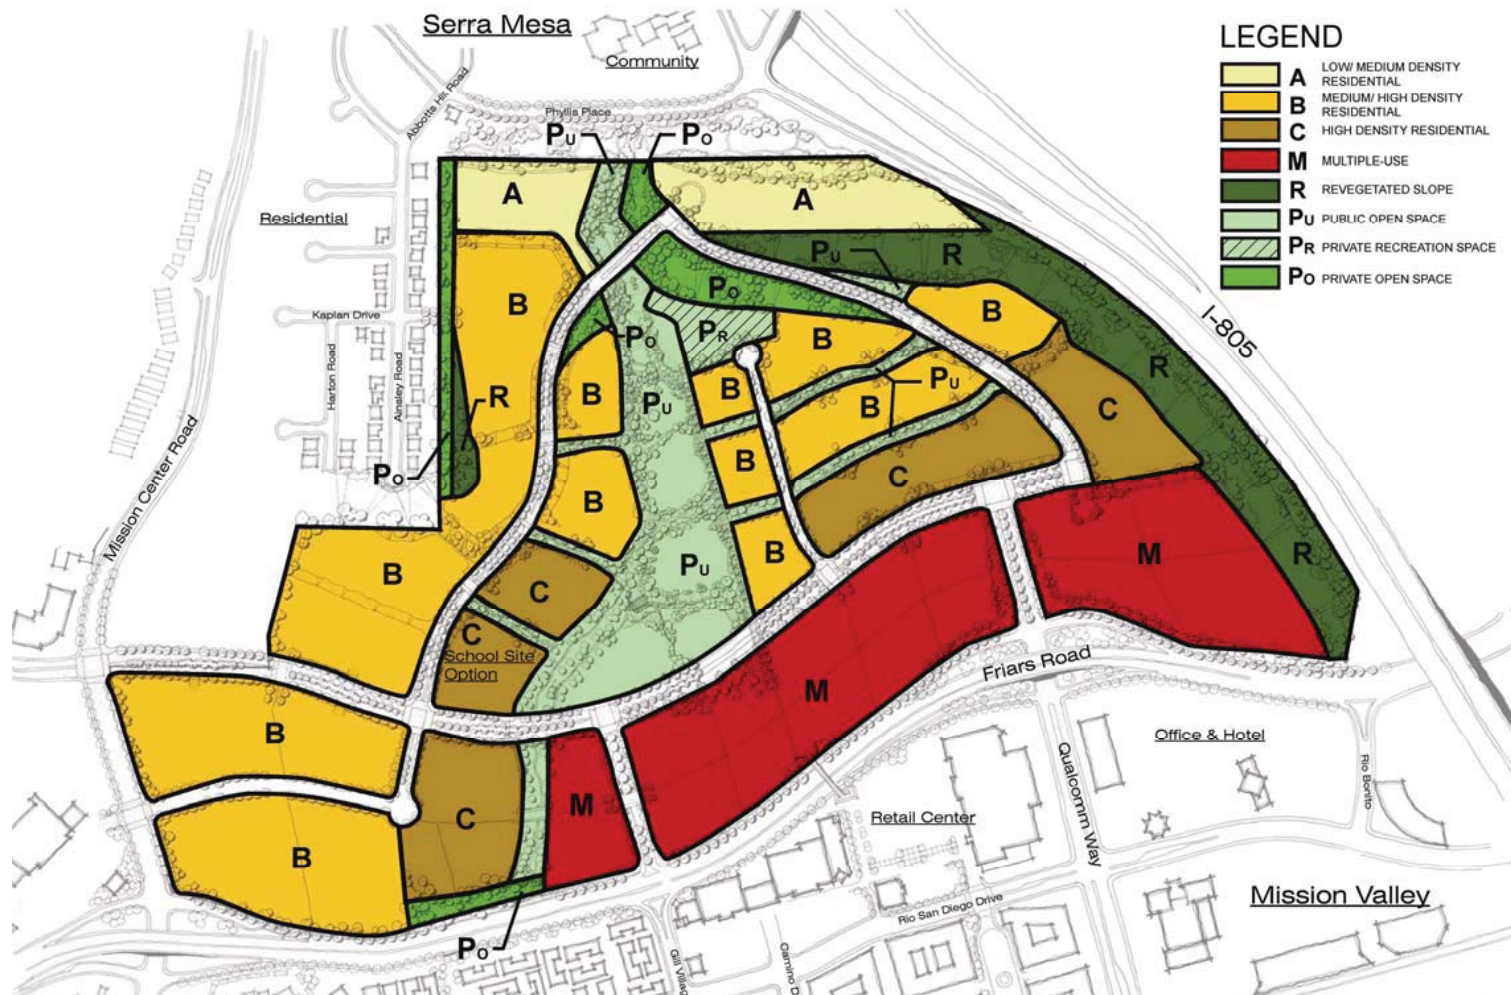 Serra Mesa
Community
Abbotts Hill Road
Phyllis Place
PU
PO
A
A
Residential
R
PU
PO
B
B
Kaplan Drive
PO
PR
B
I-805
Harton Road
Ainsley Road
R
B
B
PU
PU
B
R
C
PO
B
C
B
Mission Center Road
B
B
PU
B
M
R
C
C
School Site
Option
Friars Road
M
B
Office & Hotel
Qualcomm Way
Rio Bonito
M
C
Retail Center
B
Mission Valley
Rio San Diego Drive
PO
Gill Villag
Camino D
LEGEND
A LOW/ MEDIUM DENSITY
RESIDENTIAL
B MEDIUM/ HIGH DENSITY
RESIDENTIAL
C HIGH DENSITY RESIDENTIAL
M MULTIPLE-USE
R REVEGETATED SLOPE
PU PUBLIC OPEN SPACE
PR PRIVATE RECREATION SPACE
PO PRIVATE OPEN SPACE